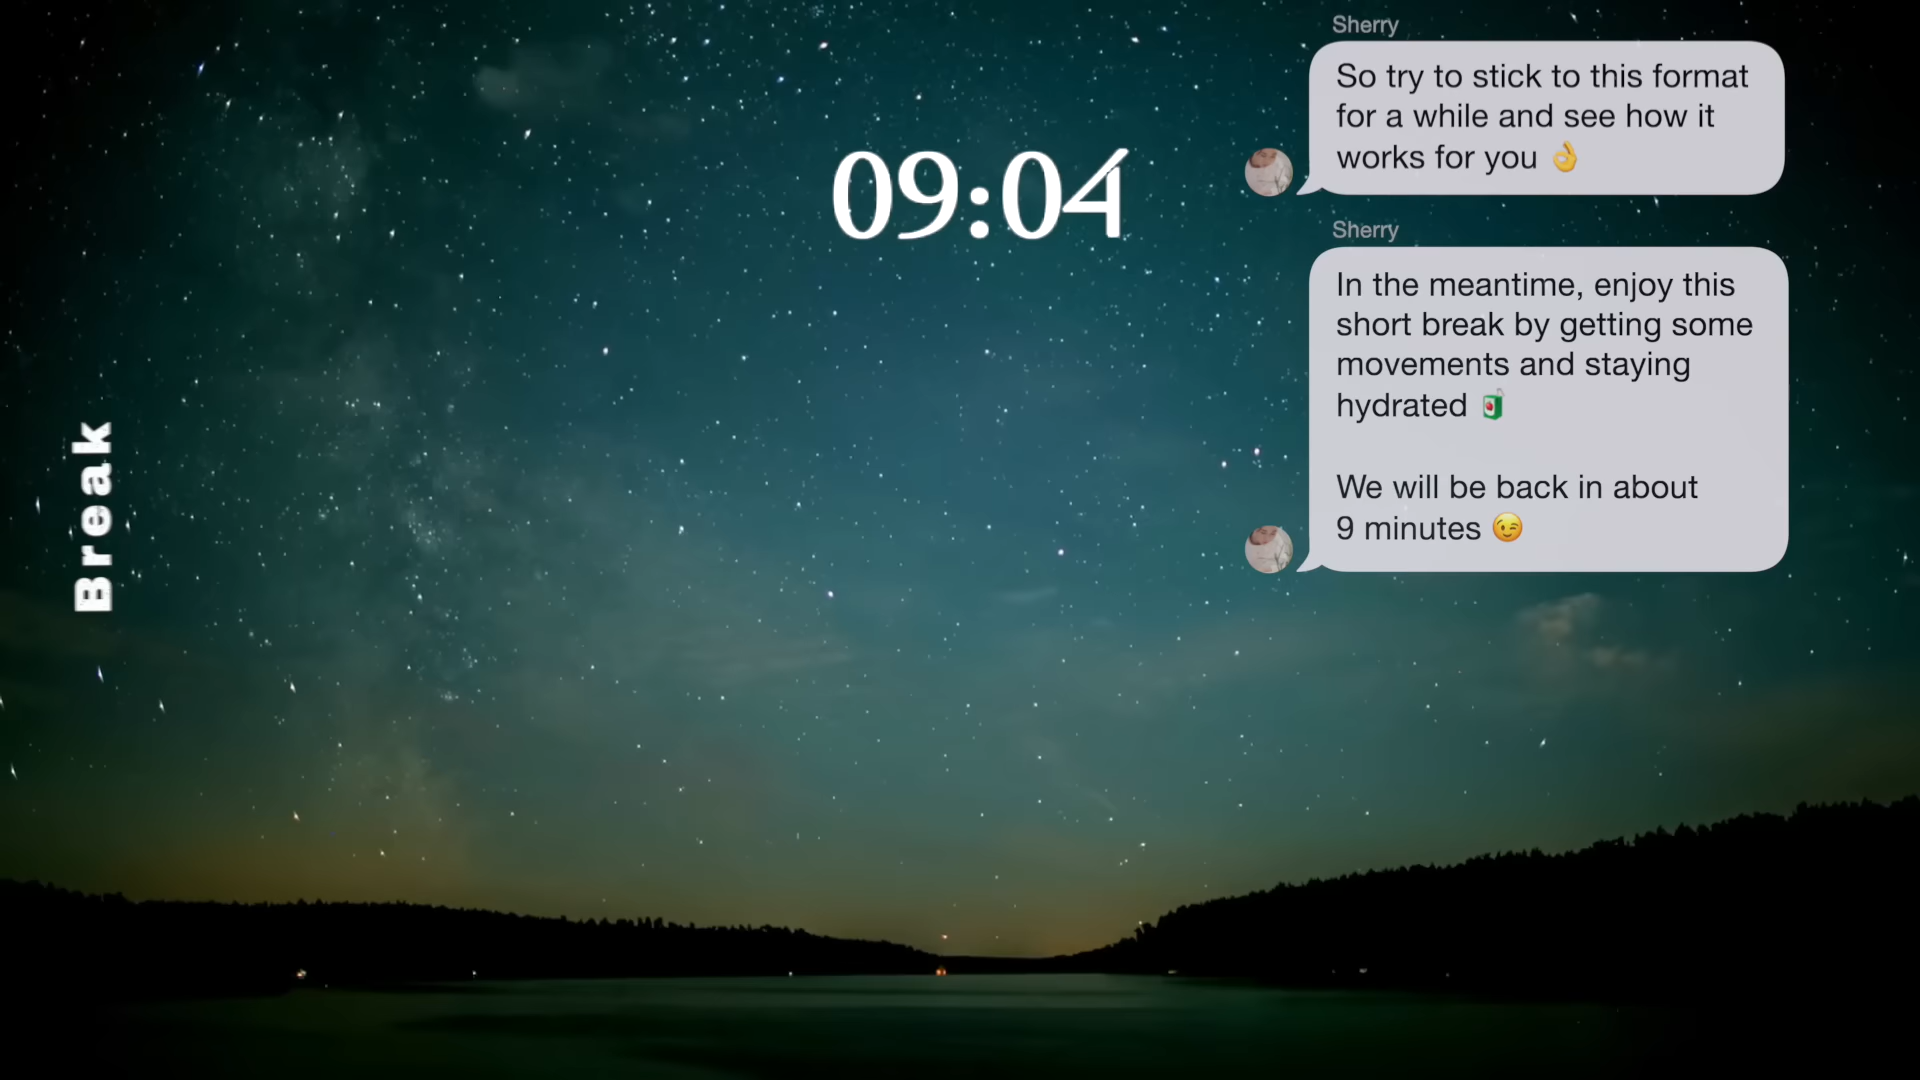 Sherry
So try to stick to this format
for a while and see how it
works for you 👌
09:04
Sherry
In the meantime, enjoy this
short break by getting some
movements and staying
hydrated 🧃
We will be back in about
9 minutes 😉
Break